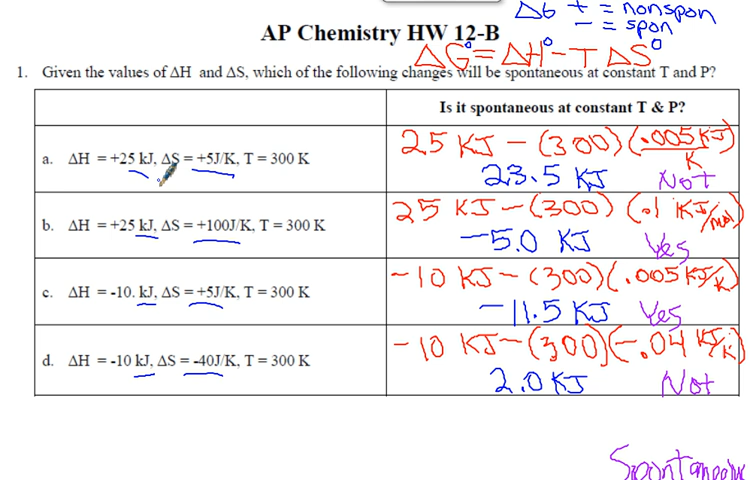 ΔG + = nonspon
- = spon
AP Chemistry HW 12-B
ΔG° = ΔH° - TΔS°
1. Given the values of ΔH and ΔS, which of the following changes will be spontaneous at constant T and P?
Is it spontaneous at constant T & P?
a. ΔH = +25 kJ, ΔS = +5J/K, T = 300 K
25 KJ - (300)(.005 KJ/K)
23.5 KJ Not
b. ΔH = +25 kJ, ΔS = +100J/K, T = 300 K
25 KJ - (300)(.1 KJ/mol)
-5.0 KJ Yes
c. ΔH = -10. kJ, ΔS = +5J/K, T = 300 K
-10 KJ - (300)(.005 KJ/K)
-11.5 KJ Yes
d. ΔH = -10 kJ, ΔS = -40J/K, T = 300 K
-10 KJ - (300)(-.04 KJ/K)
2.0 KJ Not